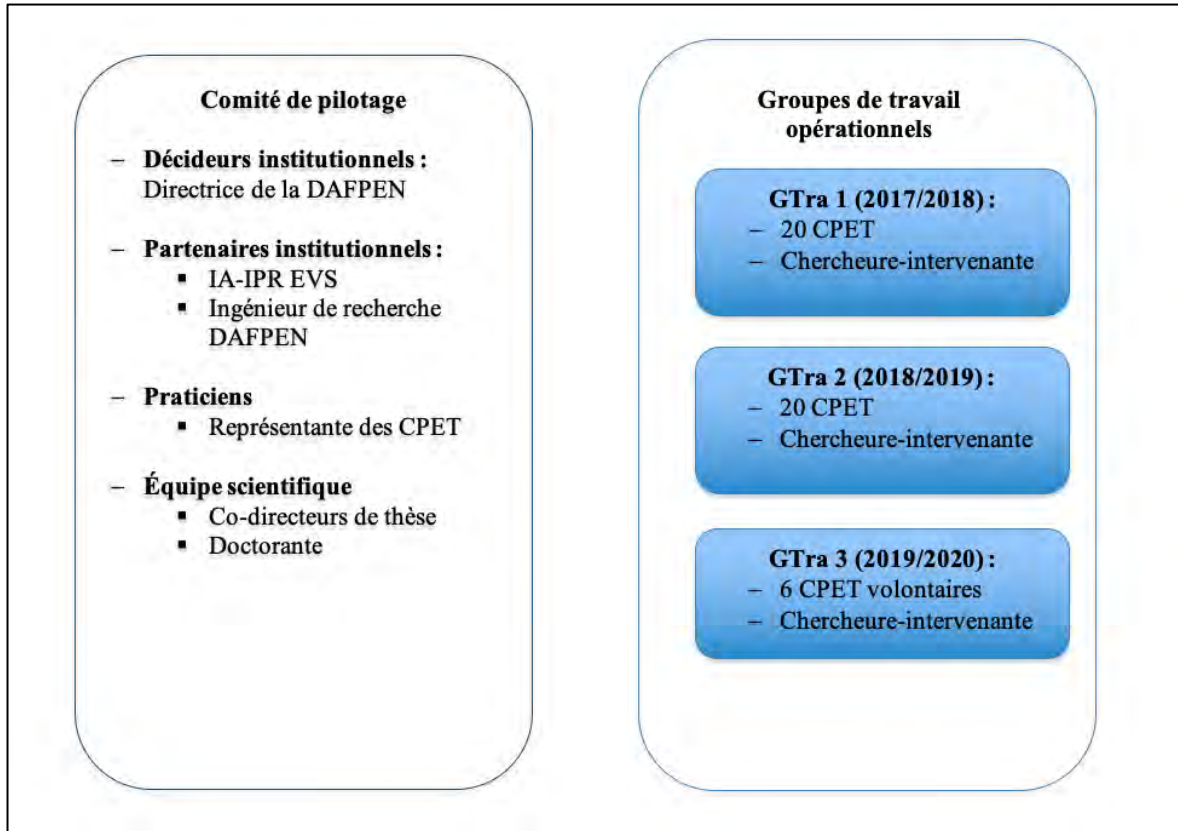 Comité de pilotage
– Décideurs institutionnels :
Directrice de la DAFPEN
– Partenaires institutionnels :
▪ IA-IPR EVS
▪ Ingénieur de recherche
DAFPEN
– Praticiens
▪ Représentante des CPET
– Équipe scientifique
▪ Co-directeurs de thèse
▪ Doctorante
Groupes de travail
opérationnels
GTra 1 (2017/2018) :
– 20 CPET
– Chercheure-intervenante
GTra 2 (2018/2019) :
– 20 CPET
– Chercheure-intervenante
GTra 3 (2019/2020) :
– 6 CPET volontaires
– Chercheure-intervenante